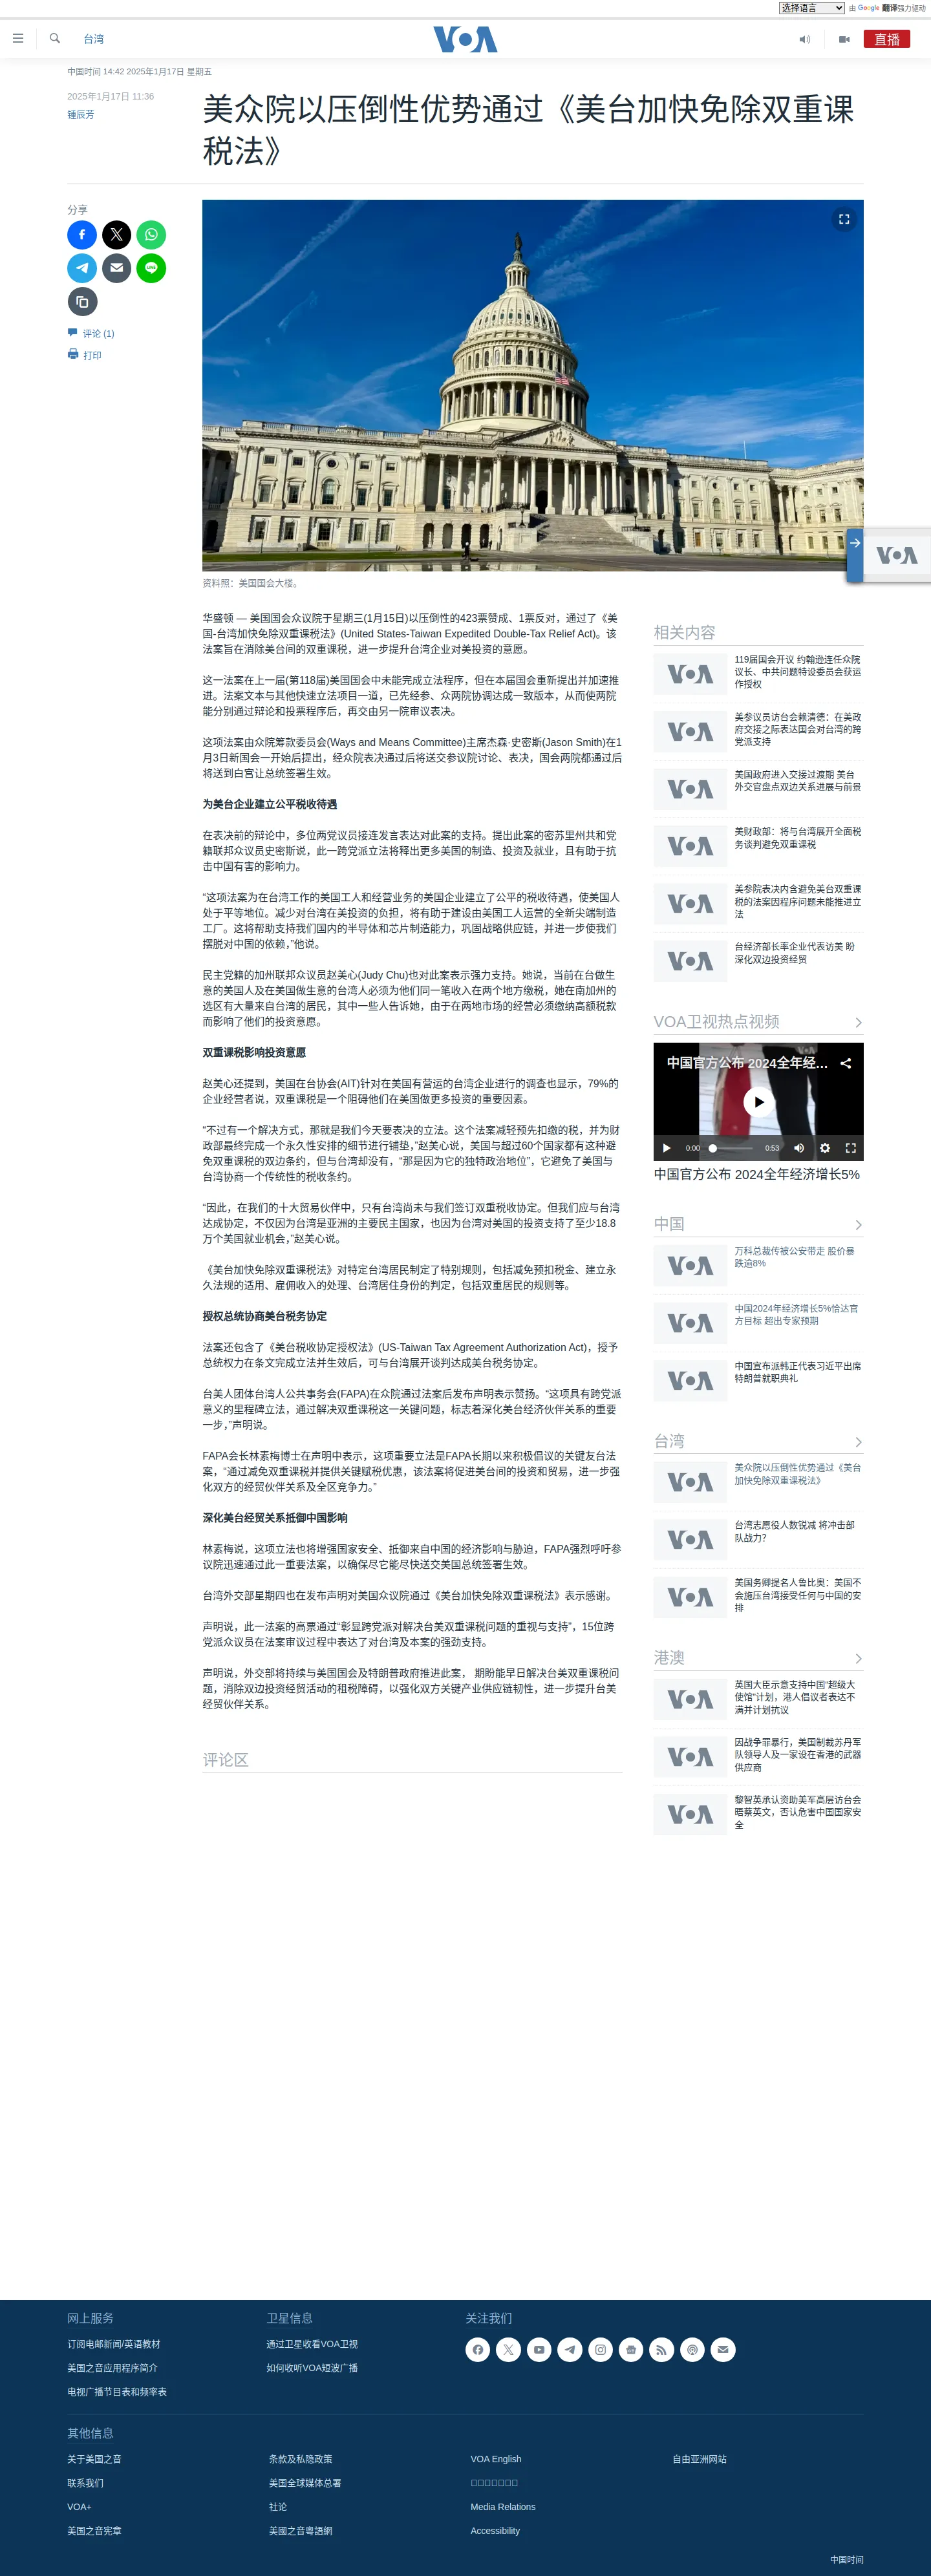 选择语言
由 Google 翻译强力驱动
台湾
VOA
直播
中国时间 14:42 2025年1月17日 星期五
2025年1月17日 11:36
锺辰芳
美众院以压倒性优势通过《美台加快免除双重课
税法》
分享
评论 (1)
打印
资料照：美国国会大楼。
华盛顿 — 美国国会众议院于星期三(1月15日)以压倒性的423票赞成、1票反对，通过了《美
国-台湾加快免除双重课税法》(United States-Taiwan Expedited Double-Tax Relief Act)。该
法案旨在消除美台间的双重课税，进一步提升台湾企业对美投资的意愿。
这一法案在上一届(第118届)美国国会中未能完成立法程序，但在本届国会重新提出并加速推
进。法案文本与其他快速立法项目一道，已先经参、众两院协调达成一致版本，从而使两院
能分别通过辩论和投票程序后，再交由另一院审议表决。
这项法案由众院筹款委员会(Ways and Means Committee)主席杰森·史密斯(Jason Smith)在1
月3日新国会一开始后提出，经众院表决通过后将送交参议院讨论、表决，国会两院都通过后
将送到白宫让总统签署生效。
为美台企业建立公平税收待遇
在表决前的辩论中，多位两党议员接连发言表达对此案的支持。提出此案的密苏里州共和党
籍联邦众议员史密斯说，此一跨党派立法将释出更多美国的制造、投资及就业，且有助于抗
击中国有害的影响力。
“这项法案为在台湾工作的美国工人和经营业务的美国企业建立了公平的税收待遇，使美国人
处于平等地位。减少对台湾在美投资的负担，将有助于建设由美国工人运营的全新尖端制造
工厂。这将帮助支持我们国内的半导体和芯片制造能力，巩固战略供应链，并进一步使我们
摆脱对中国的依赖，”他说。
民主党籍的加州联邦众议员赵美心(Judy Chu)也对此案表示强力支持。她说，当前在台做生
意的美国人及在美国做生意的台湾人必须为他们同一笔收入在两个地方缴税，她在南加州的
选区有大量来自台湾的居民，其中一些人告诉她，由于在两地市场的经营必须缴纳高额税款
而影响了他们的投资意愿。
双重课税影响投资意愿
赵美心还提到，美国在台协会(AIT)针对在美国有营运的台湾企业进行的调查也显示，79%的
企业经营者说，双重课税是一个阻碍他们在美国做更多投资的重要因素。
“不过有一个解决方式，那就是我们今天要表决的立法。这个法案减轻预先扣缴的税，并为财
政部最终完成一个永久性安排的细节进行铺垫，”赵美心说，美国与超过60个国家都有这种避
免双重课税的双边条约，但与台湾却没有，“那是因为它的独特政治地位”，它避免了美国与
台湾协商一个传统性的税收条约。
“因此，在我们的十大贸易伙伴中，只有台湾尚未与我们签订双重税收协定。但我们应与台湾
达成协定，不仅因为台湾是亚洲的主要民主国家，也因为台湾对美国的投资支持了至少18.8
万个美国就业机会，”赵美心说。
《美台加快免除双重课税法》对特定台湾居民制定了特别规则，包括减免预扣税金、建立永
久法规的适用、雇佣收入的处理、台湾居住身份的判定，包括双重居民的规则等。
授权总统协商美台税务协定
法案还包含了《美台税收协定授权法》(US-Taiwan Tax Agreement Authorization Act)，授予
总统权力在条文完成立法并生效后，可与台湾展开谈判达成美台税务协定。
台美人团体台湾人公共事务会(FAPA)在众院通过法案后发布声明表示赞扬。“这项具有跨党派
意义的里程碑立法，通过解决双重课税这一关键问题，标志着深化美台经济伙伴关系的重要
一步，”声明说。
FAPA会长林素梅博士在声明中表示，这项重要立法是FAPA长期以来积极倡议的关键友台法
案，“通过减免双重课税并提供关键赋税优惠，该法案将促进美台间的投资和贸易，进一步强
化双方的经贸伙伴关系及全区竞争力。”
深化美台经贸关系抵御中国影响
林素梅说，这项立法也将增强国家安全、抵御来自中国的经济影响与胁迫，FAPA强烈呼吁参
议院迅速通过此一重要法案，以确保尽它能尽快送交美国总统签署生效。
台湾外交部星期四也在发布声明对美国众议院通过《美台加快免除双重课税法》表示感谢。
声明说，此一法案的高票通过“彰显跨党派对解决台美双重课税问题的重视与支持”，15位跨
党派众议员在法案审议过程中表达了对台湾及本案的强劲支持。
声明说，外交部将持续与美国国会及特朗普政府推进此案， 期盼能早日解决台美双重课税问
题，消除双边投资经贸活动的租税障碍，以强化双方关键产业供应链韧性，进一步提升台美
经贸伙伴关系。
评论区
相关内容
119届国会开议 约翰逊连任众院
议长、中共问题特设委员会获运
作授权
美参议员访台会赖清德：在美政
府交接之际表达国会对台湾的跨
党派支持
美国政府进入交接过渡期 美台
外交官盘点双边关系进展与前景
美财政部：将与台湾展开全面税
务谈判避免双重课税
美参院表决内含避免美台双重课
税的法案因程序问题未能推进立
法
台经济部长率企业代表访美 盼
深化双边投资经贸
VOA卫视热点视频
中国官方公布 2024全年经...
0:00
0:53
中国官方公布 2024全年经济增长5%
中国
万科总裁传被公安带走 股价暴
跌逾8%
中国2024年经济增长5%恰达官
方目标 超出专家预期
中国宣布派韩正代表习近平出席
特朗普就职典礼
台湾
美众院以压倒性优势通过《美台
加快免除双重课税法》
台湾志愿役人数锐减 将冲击部
队战力？
美国务卿提名人鲁比奥：美国不
会施压台湾接受任何与中国的安
排
港澳
英国大臣示意支持中国“超级大
使馆”计划，港人倡议者表达不
满并计划抗议
因战争罪暴行，美国制裁苏丹军
队领导人及一家设在香港的武器
供应商
黎智英承认资助美军高层访台会
晤蔡英文，否认危害中国国家安
全
网上服务
订阅电邮新闻/英语教材
美国之音应用程序简介
电视广播节目表和频率表
卫星信息
通过卫星收看VOA卫视
如何收听VOA短波广播
关注我们
其他信息
关于美国之音
联系我们
VOA+
美国之音宪章
条款及私隐政策
美国全球媒体总署
社论
美國之音粵語網
VOA English
Media Relations
Accessibility
自由亚洲网站
中国时间